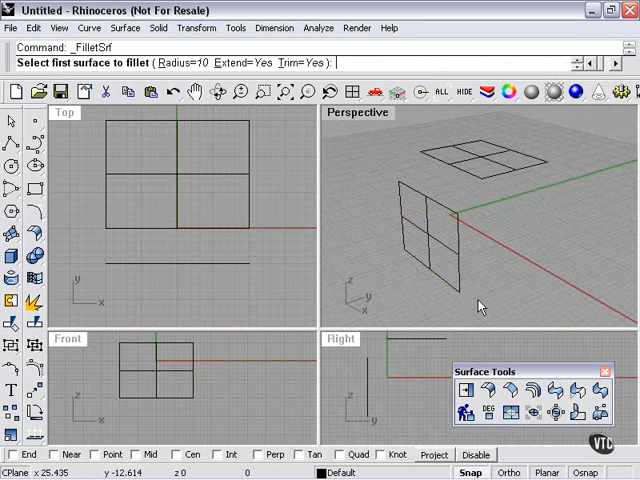 Untitled - Rhinoceros (Not For Resale)
File Edit View Curve Surface Solid Transform Tools Dimension Analyze Render Help
Command: _FilletSrf
Select first surface to fillet ( Radius=10 Extend=Yes Trim=Yes ):
ALL HIDE
Top
Perspective
y
x
z
y
x
Front
Right
z
x
z
y
Surface Tools
DEG
T
VTC
End Near Point Mid Cen Int Perp Tan Quad Knot Project Disable
CPlane x 25.435 y -12.614 z 0 0 Default Snap Ortho Planar Osnap